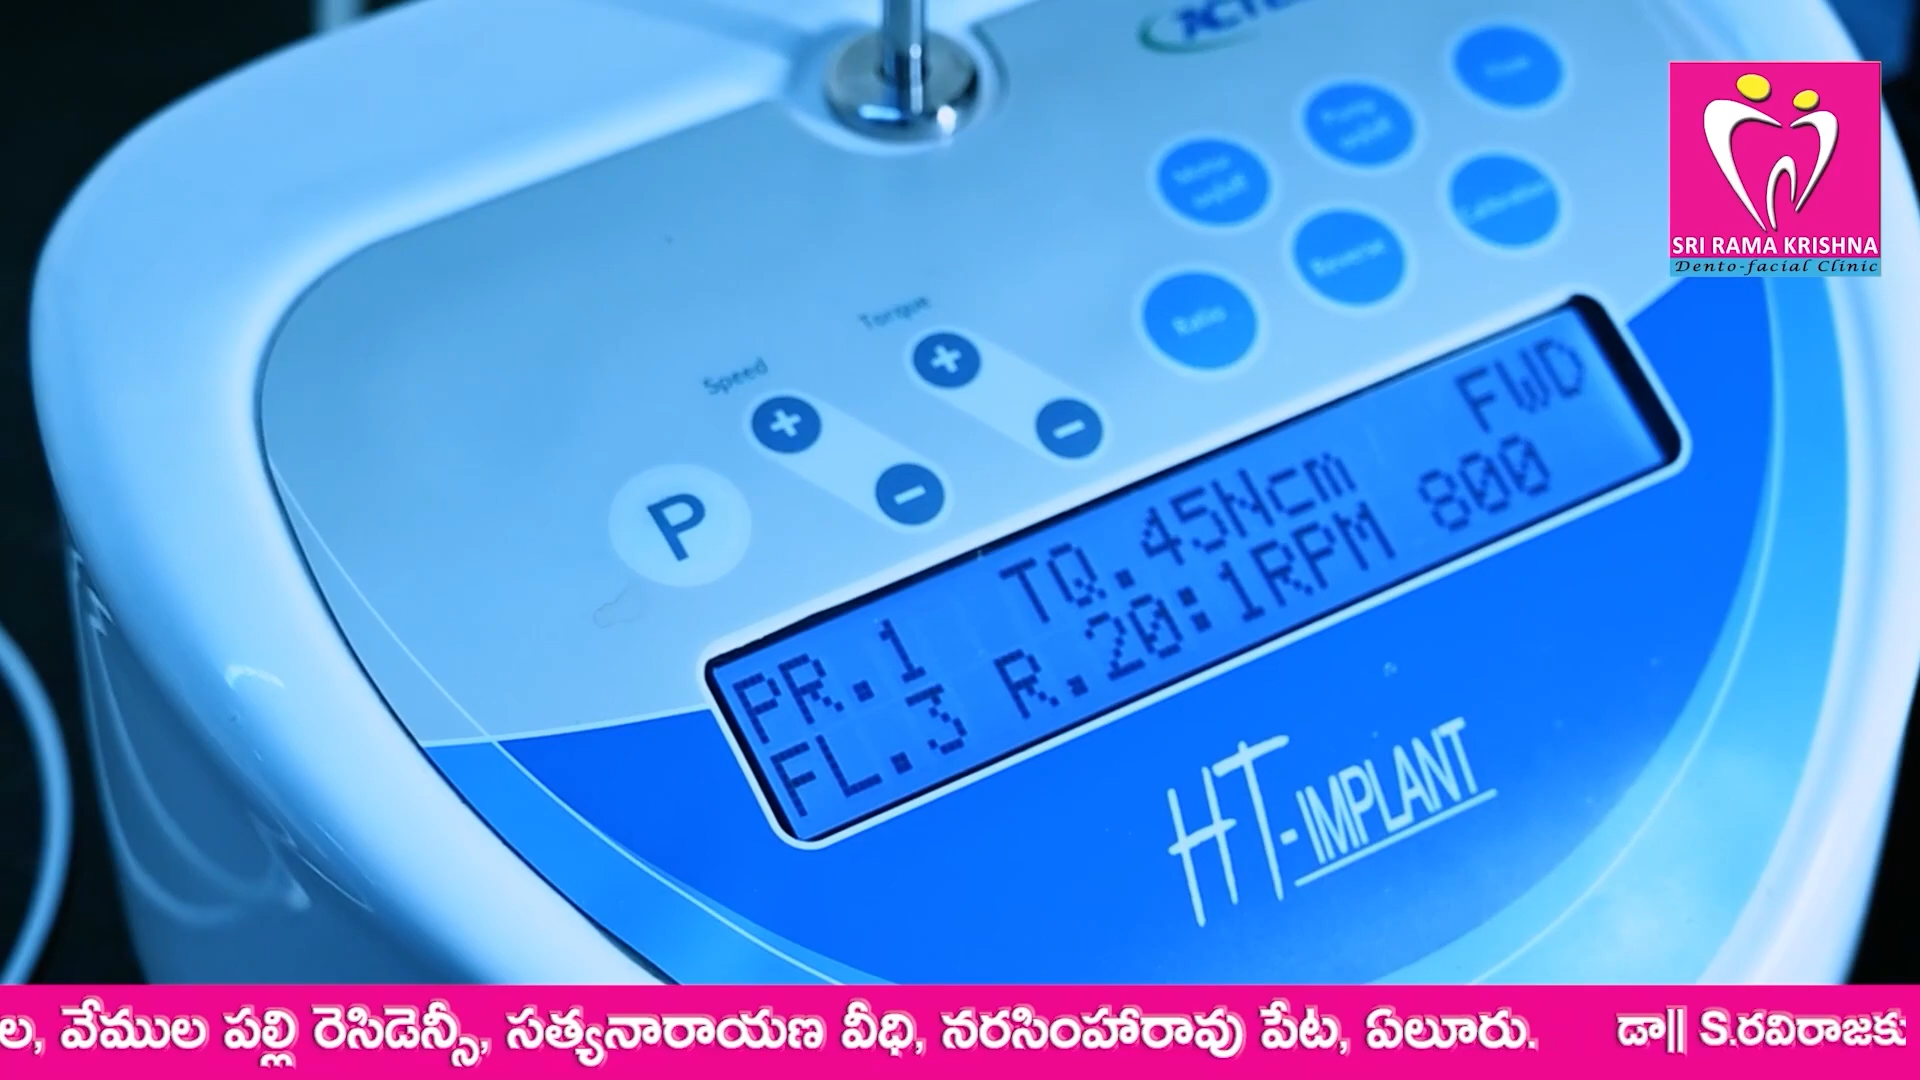 SRI RAMA KRISHNA
Dento-facial Clinic
Reverse
Calibration
Ratio
Torque
Speed
P
FWD
PR.1 TQ.45Ncm
FL.3 R.20:1RPM 800
HT-IMPLANT
ల, వేముల పల్లి రెసిడెన్సీ, సత్యనారాయణ వీధి, నరసింహారావు పేట, ఏలూరు. డా|| S.రవిరాజకు